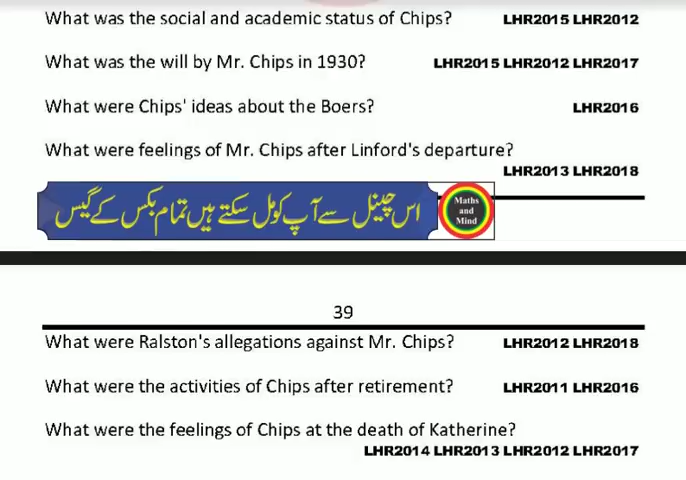 What was the social and academic status of Chips? LHR2015 LHR2012
What was the will by Mr. Chips in 1930? LHR2015 LHR2012 LHR2017
What were Chips' ideas about the Boers? LHR2016
What were feelings of Mr. Chips after Linford's departure?
LHR2013 LHR2018
اس چینل سے آپ کو مل سکتے ہیں تمام بکس کے گیس
Maths
and
Mind
39
What were Ralston's allegations against Mr. Chips? LHR2012 LHR2018
What were the activities of Chips after retirement? LHR2011 LHR2016
What were the feelings of Chips at the death of Katherine?
LHR2014 LHR2013 LHR2012 LHR2017